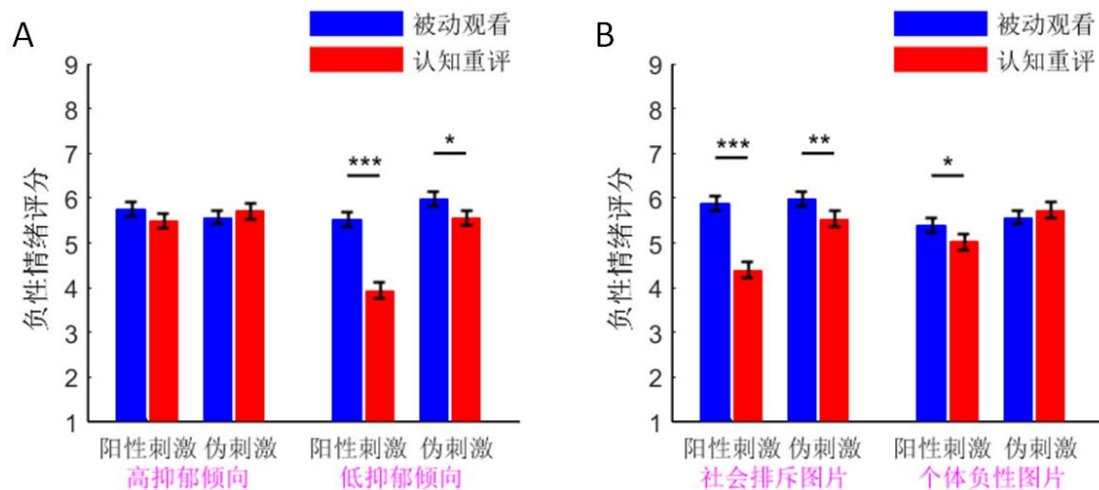 A
被动观看
认知重评
负性情绪评分
9
8
7
6
5
4
3
2
1
***
*
阳性刺激 伪刺激 阳性刺激 伪刺激
高抑郁倾向 低抑郁倾向
B
被动观看
认知重评
负性情绪评分
9
8
7
6
5
4
3
2
1
***
**
*
阳性刺激 伪刺激 阳性刺激 伪刺激
社会排斥图片 个体负性图片